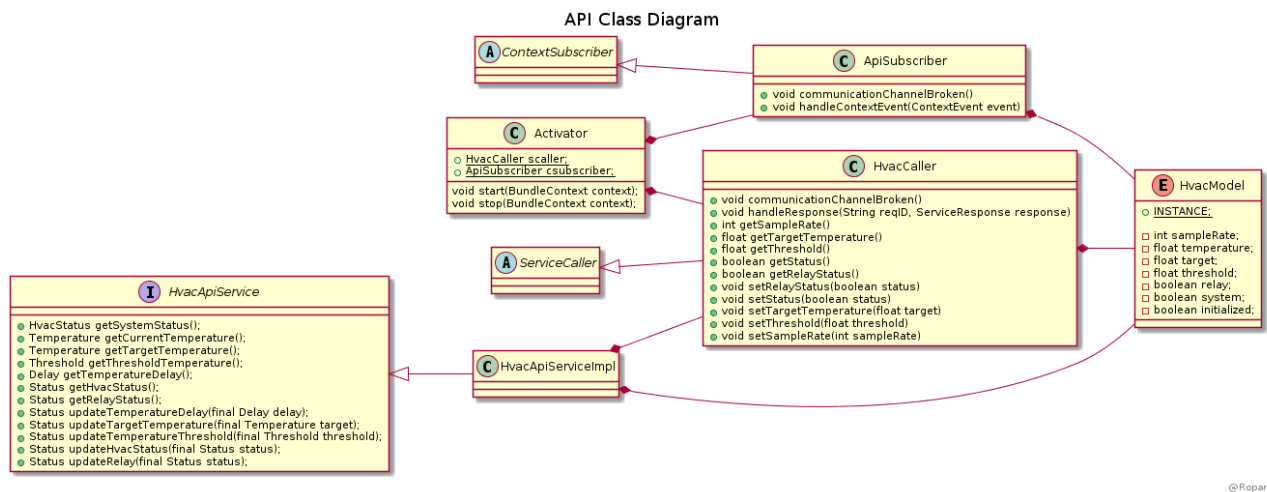 API Class Diagram
A ContextSubscriber
C ApiSubscriber
void communicationChannelBroken()
void handleContextEvent(ContextEvent event)
C Activator
HvacCaller scaller;
ApiSubscriber csubscriber;
void start(BundleContext context);
void stop(BundleContext context);
C HvacCaller
void communicationChannelBroken()
void handleResponse(String reqID, ServiceResponse response)
int getSampleRate()
float getTargetTemperature()
float getThreshold()
boolean getStatus()
boolean getRelayStatus()
void setRelayStatus(boolean status)
void setStatus(boolean status)
void setTargetTemperature(float target)
void setThreshold(float threshold)
void setSampleRate(int sampleRate)
E HvacModel
INSTANCE;
int sampleRate;
float temperature;
float target;
float threshold;
boolean relay;
boolean system;
boolean initialized;
A ServiceCaller
I HvacApiService
HvacStatus getSystemStatus();
Temperature getCurrentTemperature();
Temperature getTargetTemperature();
Threshold getThresholdTemperature();
Delay getTemperatureDelay();
Status getHvacStatus();
Status getRelayStatus();
Status updateTemperatureDelay(final Delay delay);
Status updateTargetTemperature(final Temperature target);
Status updateTemperatureThreshold(final Threshold threshold);
Status updateHvacStatus(final Status status);
Status updateRelay(final Status status);
C HvacApiServiceImpl
@Ropar